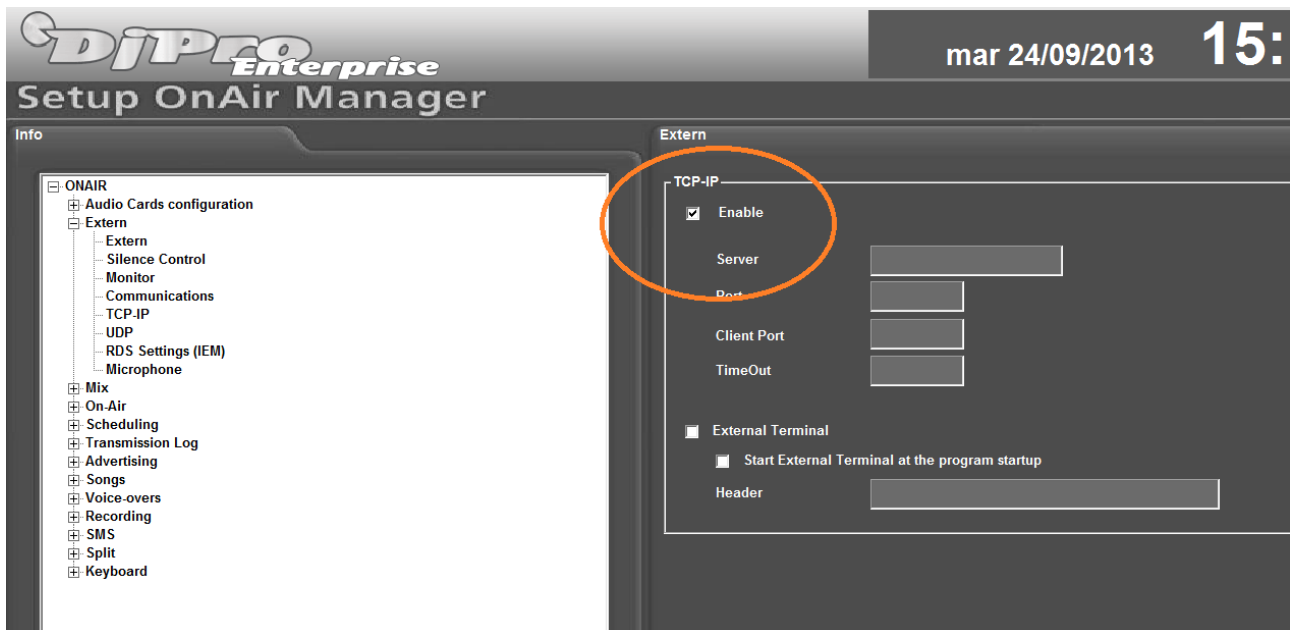 DjPro
Enterprise
mar 24/09/2013 15:
Setup OnAir Manager
Info
ONAIR
Audio Cards configuration
Extern
Extern
Silence Control
Monitor
Communications
TCP-IP
UDP
RDS Settings (IEM)
Microphone
Mix
On-Air
Scheduling
Transmission Log
Advertising
Songs
Voice-overs
Recording
SMS
Split
Keyboard
Extern
TCP-IP
Enable
Server
Port
Client Port
TimeOut
External Terminal
Start External Terminal at the program startup
Header